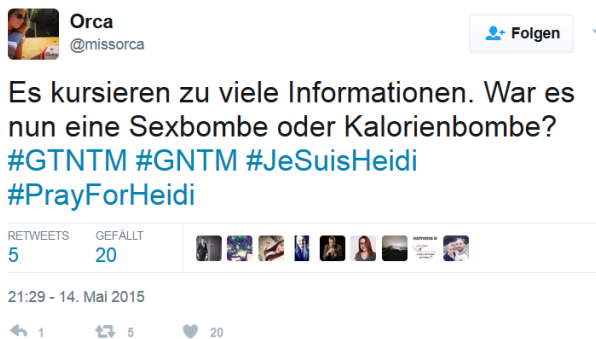 Orca
@missorca
Folgen
Es kursieren zu viele Informationen. War es
nun eine Sexbombe oder Kalorienbombe?
#GTNTM #GNTM #JeSuisHeidi
#PrayForHeidi
RETWEETS
5
GEFÄLLT
20
21:29 - 14. Mai 2015
1
5
20